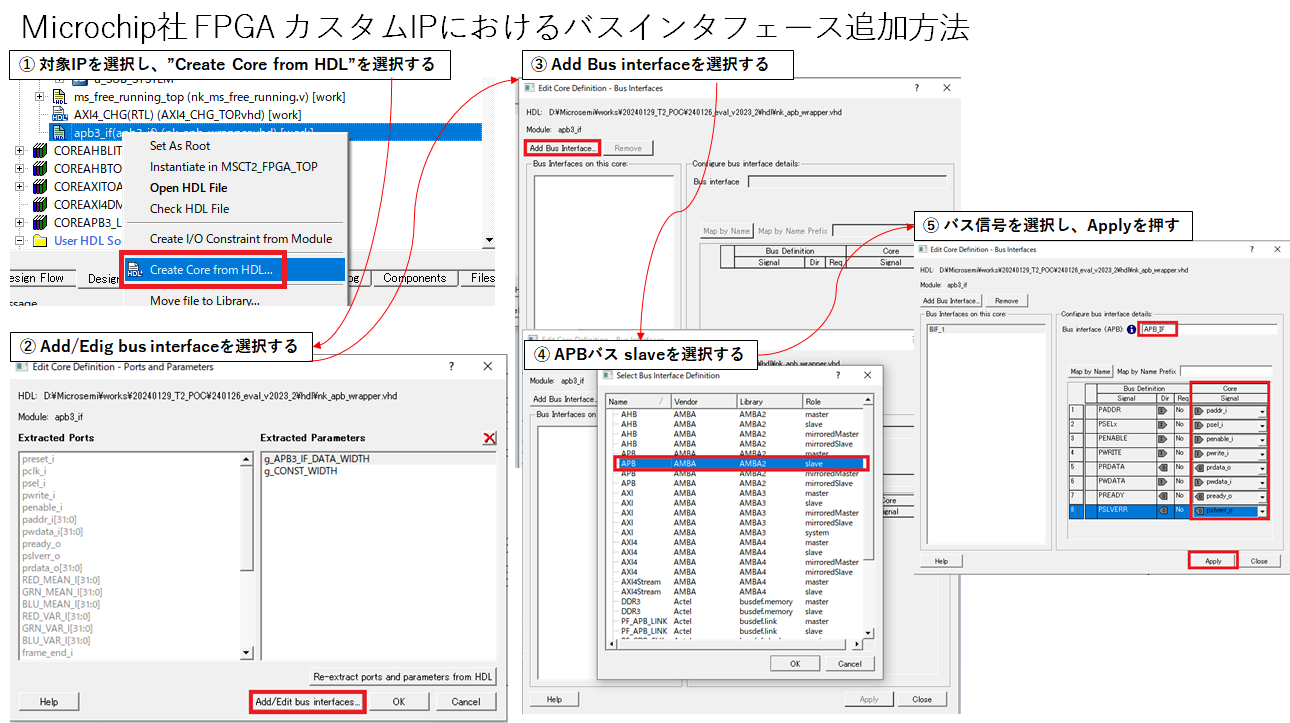 Microchip社 FPGA カスタムIPにおけるバスインタフェース追加方法
① 対象IPを選択し、”Create Core from HDL”を選択する
ms_free_running_top (nk_ms_free_running.v) [work]
AXI4_CHG(RTL) (AXI4_CHG_TOP.vhd) [work]
COREAHBLIT
COREAHBTO
COREAXITOA
COREAXI4DM
COREAPB3_L
User HDL So
Set As Root
Instantiate in MSCT2_FPGA_TOP
Open HDL File
Check HDL File
Create I/O Constraint from Module
Create Core from HDL...
Move file to Library...
esign Flow
Design
Components
Files
② Add/Edig bus interfaceを選択する
Edit Core Definition - Ports and Parameters
HDL: D:¥Microsemi¥works¥20240129_T2_POC¥240126_eval_v2023_2¥hdl¥nk_apb_wrapper.vhd
Module: apb3_if
Extracted Ports
preset_i
pclk_i
psel_i
pwrite_i
penable_i
paddr_i[31:0]
pwdata_i[31:0]
pready_o
pslverr_o
prdata_o[31:0]
RED_MEAN_I[31:0]
GRN_MEAN_I[31:0]
BLU_MEAN_I[31:0]
RED_VAR_I[31:0]
GRN_VAR_I[31:0]
BLU_VAR_I[31:0]
frame_end_i
Extracted Parameters
g_APB3_IF_DATA_WIDTH
g_CONST_WIDTH
Re-extract ports and parameters from HDL
Help
Add/Edit bus interfaces...
OK
Cancel
③ Add Bus interfaceを選択する
Edit Core Definition - Bus Interfaces
HDL: D:¥Microsemi¥works¥20240129_T2_POC¥240126_eval_v2023_2¥hdl¥nk_apb_wrapper.vhd
Module: apb3_if
Add Bus Interface...
Remove
Bus Interfaces on this core:
Configure bus interface details:
Bus interface
Map by Name
Map by Name Prefix
Bus Definition Core
Signal Dir Req Signal
④ APBバス slaveを選択する
Module: apb3_if
Add Bus Interface
Bus Interfaces on
Select Bus Interface Definition
Name Vendor Library Role
AHB AMBA AMBA2 master
AHB AMBA AMBA2 slave
AHB AMBA AMBA2 mirroredMaster
AHB AMBA AMBA2 mirroredSlave
APB AMBA AMBA2 master
APB AMBA AMBA2 slave
APB AMBA AMBA2 mirroredMaster
APB AMBA AMBA2 mirroredSlave
AXI AMBA AMBA3 master
AXI AMBA AMBA3 slave
AXI AMBA AMBA3 mirroredMaster
AXI AMBA AMBA3 mirroredSlave
AXI AMBA AMBA3 system
AXI4 AMBA AMBA4 master
AXI4 AMBA AMBA4 slave
AXI4 AMBA AMBA4 mirroredMaster
AXI4 AMBA AMBA4 mirroredSlave
AXI4Stream AMBA AMBA4 master
AXI4Stream AMBA AMBA4 slave
DDR3 Actel busdef.memory master
DDR3 Actel busdef.memory slave
PF_APB_LINK Actel busdef.link master
PF_APB_LINK Actel busdef.link slave
OK
Cancel
Help
Apply
Close
⑤ バス信号を選択し、Applyを押す
Edit Core Definition - Bus Interfaces
HDL: D:¥Microsemi¥works¥20240129_T2_POC¥240126_eval_v2023_2¥hdl¥nk_apb_wrapper.vhd
Module: apb3_if
Add Bus Interface...
Remove
Bus Interfaces on this core:
BIF_1
Configure bus interface details:
Bus interface (APB): APB_IF
Map by Name
Map by Name Prefix
Bus Definition Core
Signal Dir Req Signal
1 PADDR No paddr_i
2 PSELx No psel_i
3 PENABLE No penable_i
4 PWRITE No pwrite_i
5 PRDATA No prdata_o
6 PWDATA No pwdata_i
7 PREADY No pready_o
8 PSLVERR No pslverr_o
Help
Apply
Close